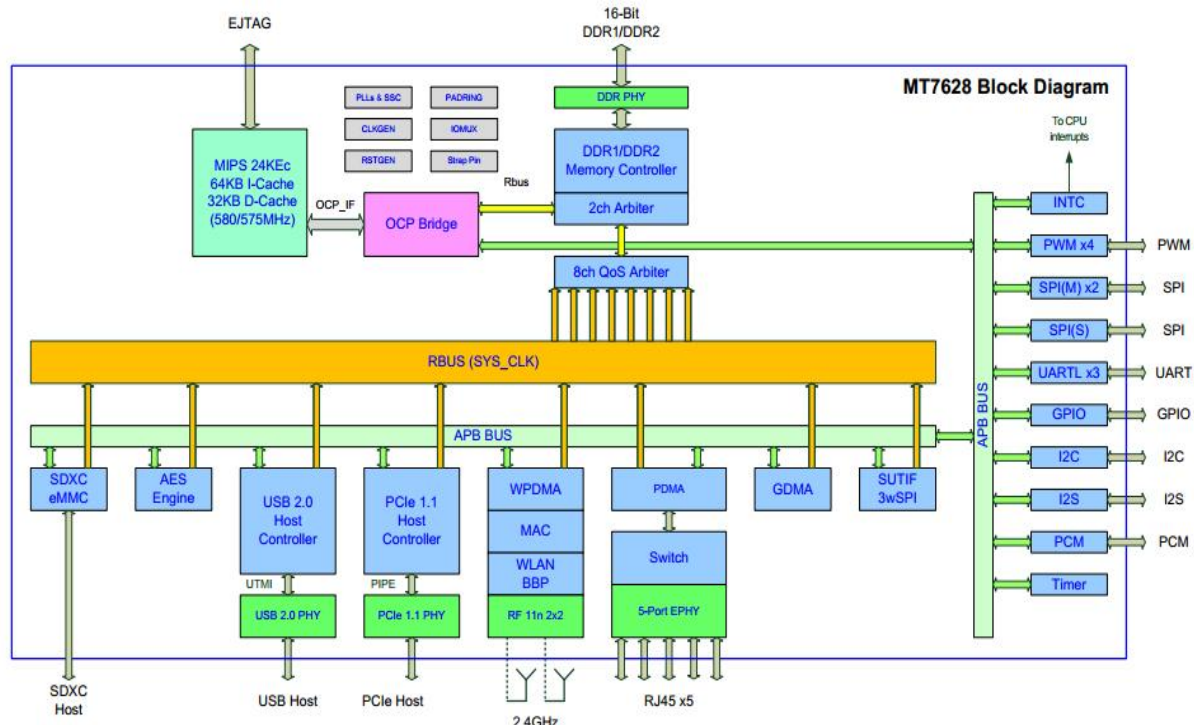 EJTAG
16-Bit
DDR1/DDR2
MT7628 Block Diagram
PLLs & SSC
PADRING
CLKGEN
IOMUX
RSTGEN
Strap Pin
DDR PHY
To CPU
interrupts
MIPS 24KEc
64KB I-Cache
32KB D-Cache
(580/575MHz)
OCP_IF
OCP Bridge
Rbus
DDR1/DDR2
Memory Controller
2ch Arbiter
8ch QoS Arbiter
RBUS (SYS_CLK)
APB BUS
APB BUS
INTC
PWM x4
PWM
SPI(M) x2
SPI
SPI(S)
SPI
UARTL x3
UART
GPIO
GPIO
I2C
I2C
I2S
I2S
PCM
PCM
Timer
SDXC
eMMC
AES
Engine
USB 2.0
Host
Controller
PCIe 1.1
Host
Controller
WPDMA
MAC
WLAN
BBP
RF 11n 2x2
PDMA
Switch
5-Port EPHY
GDMA
SUTIF
3wSPI
UTMI
PIPE
USB 2.0 PHY
PCIe 1.1 PHY
SDXC
Host
USB Host
PCIe Host
2.4GHz
RJ45 x5